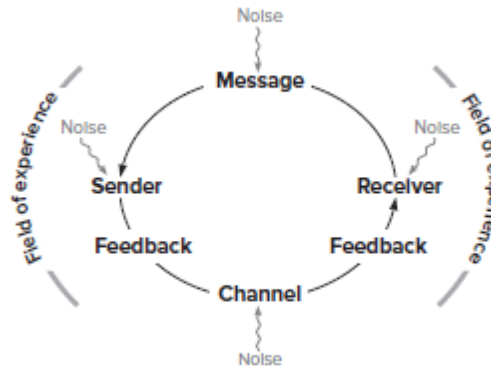 Noise
Message
Field of experience
Noise
Sender
Feedback
Field of experience
Noise
Receiver
Feedback
Channel
Noise